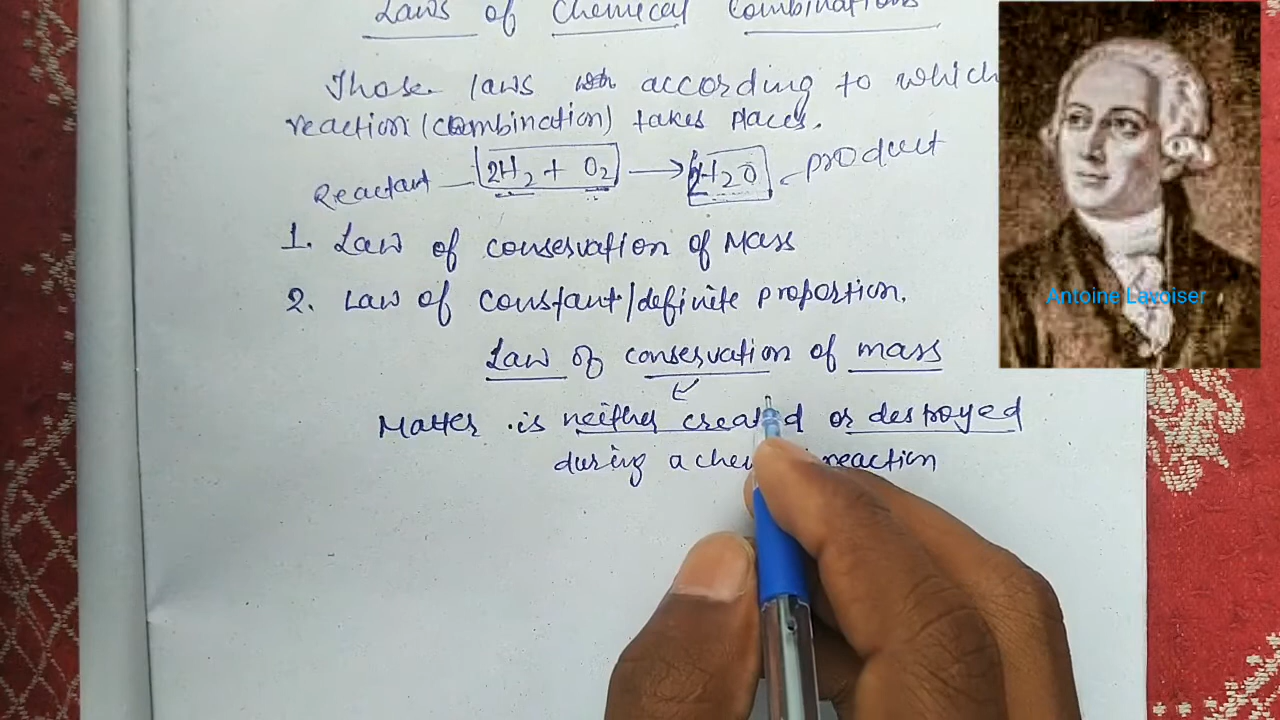 Laws of Chemical Combinations
Those laws according to which
reaction (combination) takes places.
Reactant 2H2 + O2 → 2H2O product
1. Law of conservation of Mass
2. Law of constant/definite proportion.
Law of conservation of mass
Matter is neither created or destroyed
during a reaction
Antoine Lavoiser